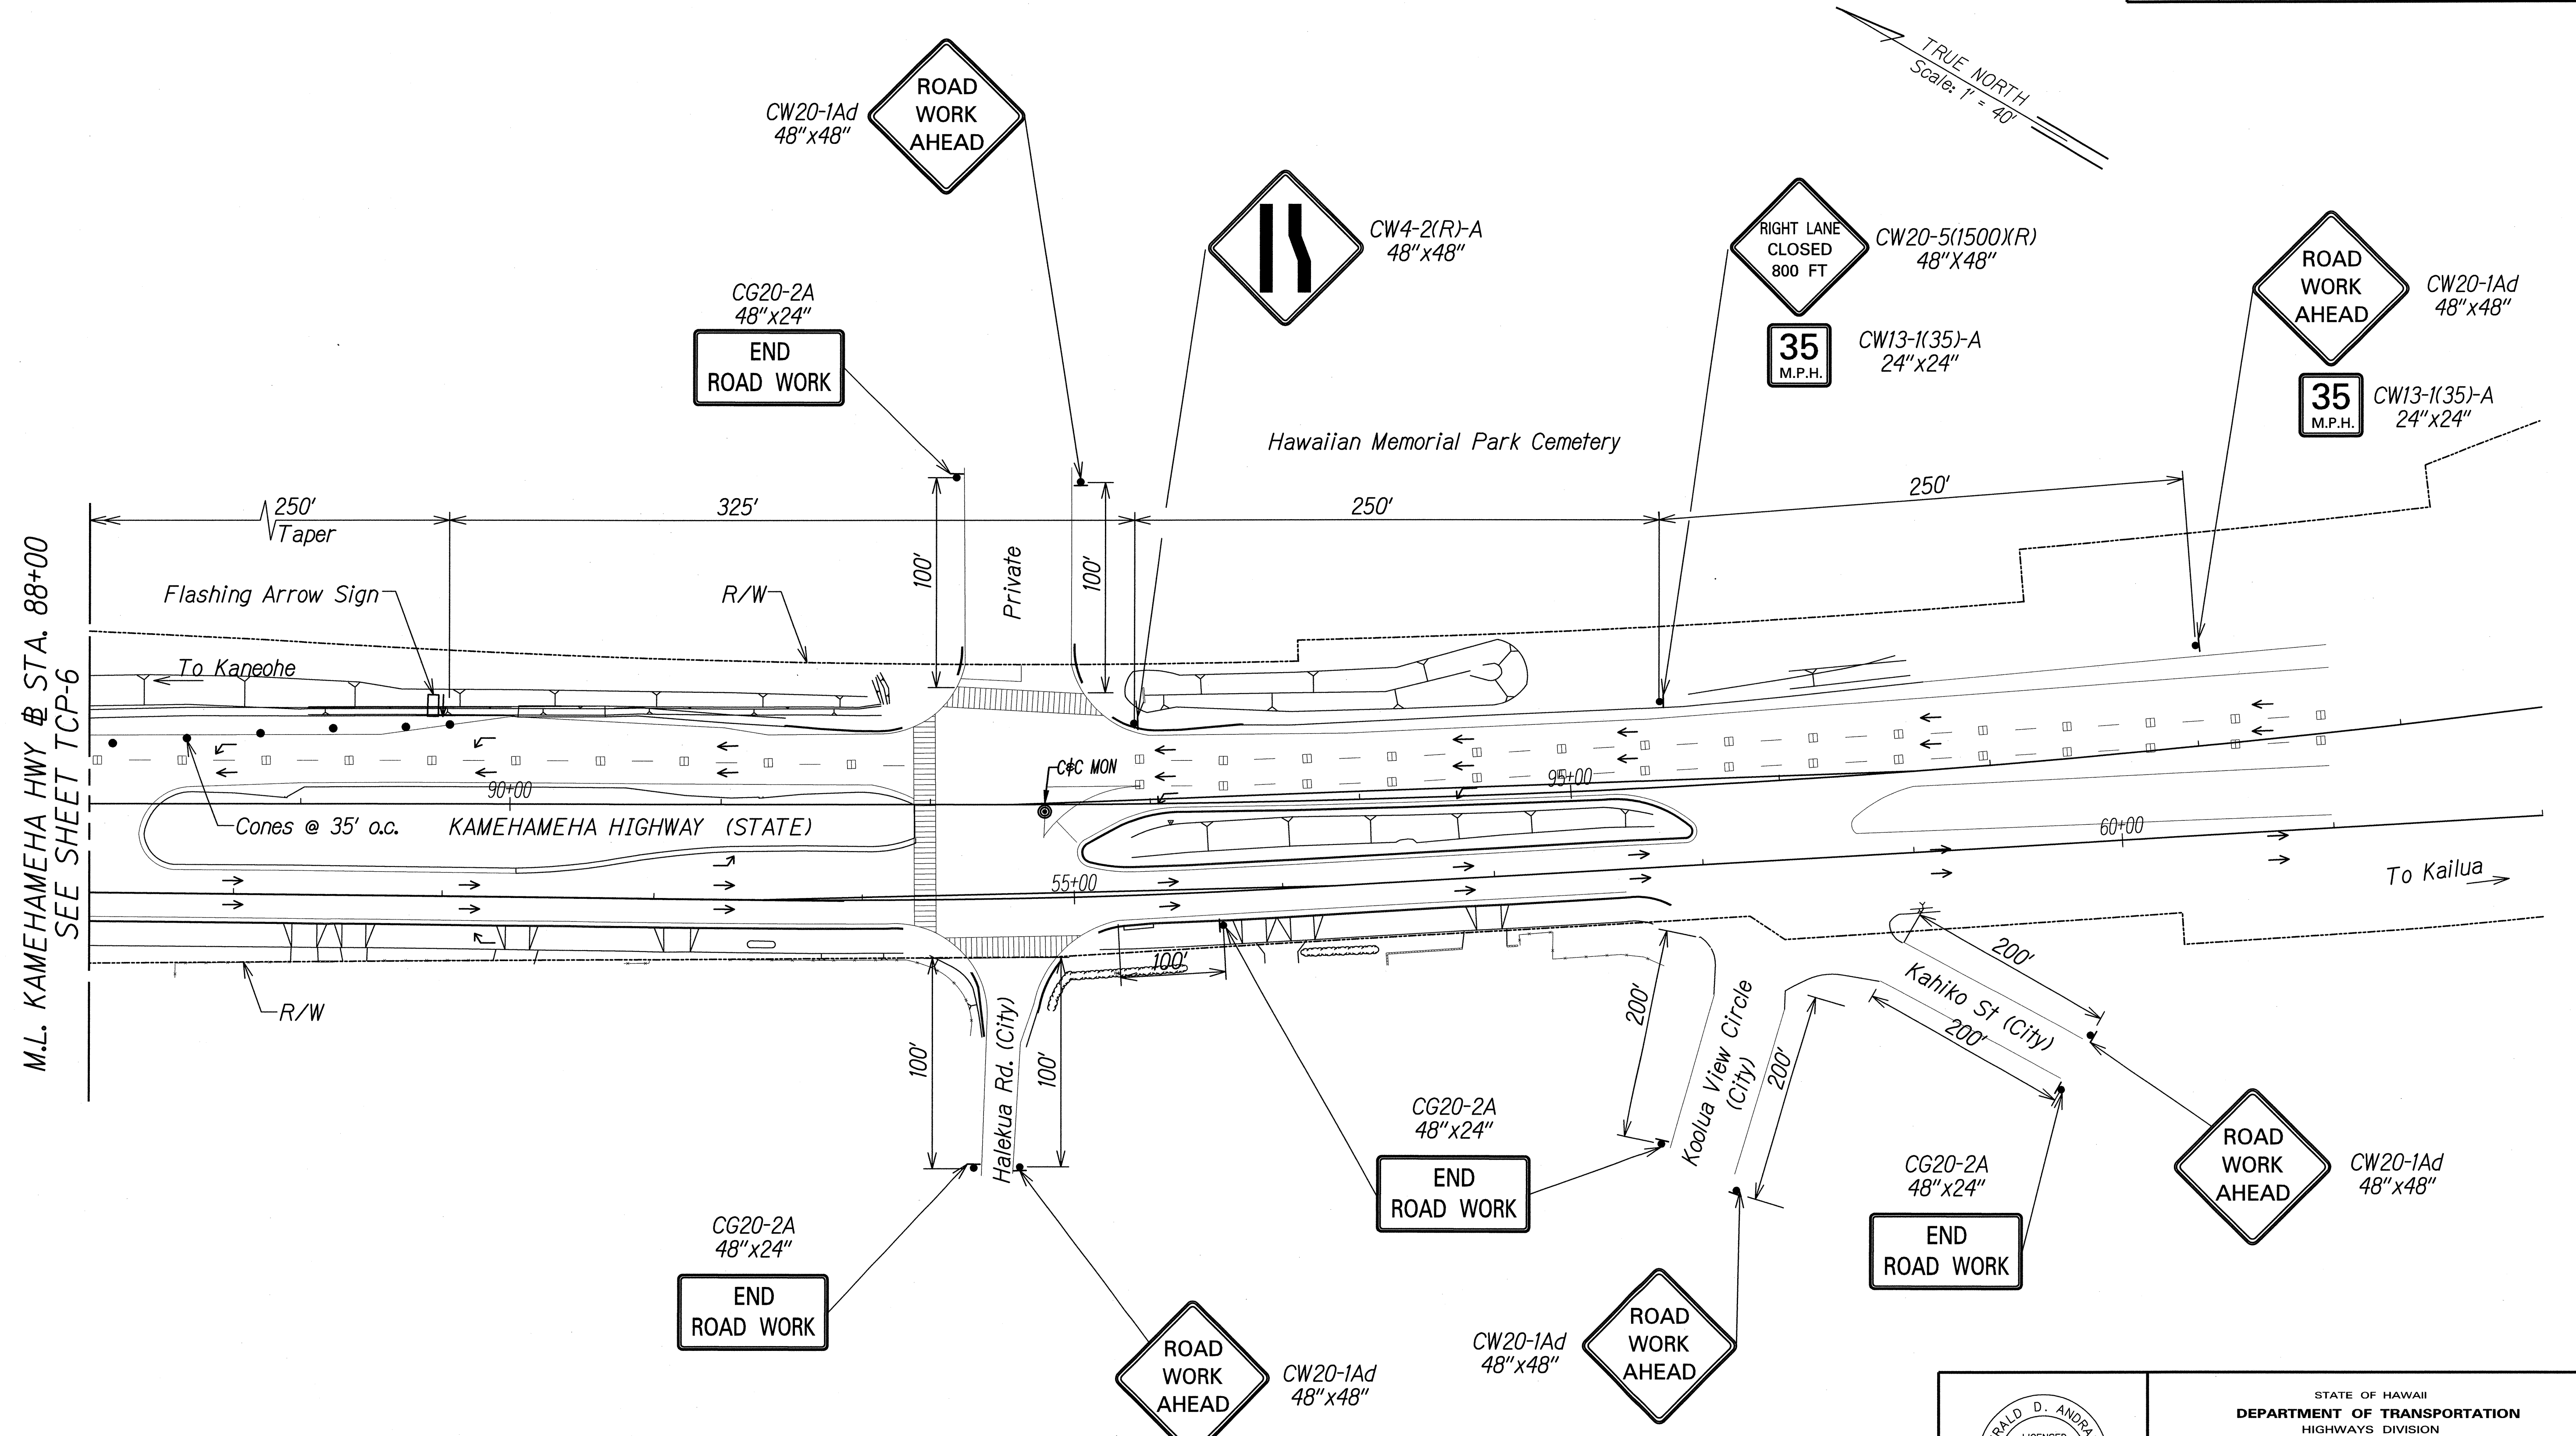 TRUE NORTH
Scale: 1' = 40'
ROAD
WORK
AHEAD
CW20-1Ad
48"x48"
CW4-2(R)-A
48"x48"
RIGHT LANE
CLOSED
800 FT
CW20-5(1500)(R)
48"X48"
35
M.P.H.
CW13-1(35)-A
24"x24"
ROAD
WORK
AHEAD
CW20-1Ad
48"x48"
35
M.P.H.
CW13-1(35)-A
24"x24"
CG20-2A
48"x24"
END
ROAD WORK
Hawaiian Memorial Park Cemetery
250'
Taper
325'
250'
250'
100'
Private
100'
Flashing Arrow Sign
R/W
To Kaneohe
M.L. KAMEHAMEHA HWY ℄ STA. 88+00
SEE SHEET TCP-6
C&C MON
90+00
95+00
Cones @ 35' o.c.
KAMEHAMEHA HIGHWAY (STATE)
55+00
60+00
To Kailua
R/W
100'
100'
Halekua Rd. (City)
100'
200'
Koolua View Circle
(City)
200'
200'
Kahiko St (City)
200'
CG20-2A
48"x24"
END
ROAD WORK
CG20-2A
48"x24"
END
ROAD WORK
CG20-2A
48"x24"
END
ROAD WORK
ROAD
WORK
AHEAD
CW20-1Ad
48"x48"
ROAD
WORK
AHEAD
CW20-1Ad
48"x48"
ROAD
WORK
AHEAD
CW20-1Ad
48"x48"
STATE OF HAWAII
DEPARTMENT OF TRANSPORTATION
HIGHWAYS DIVISION